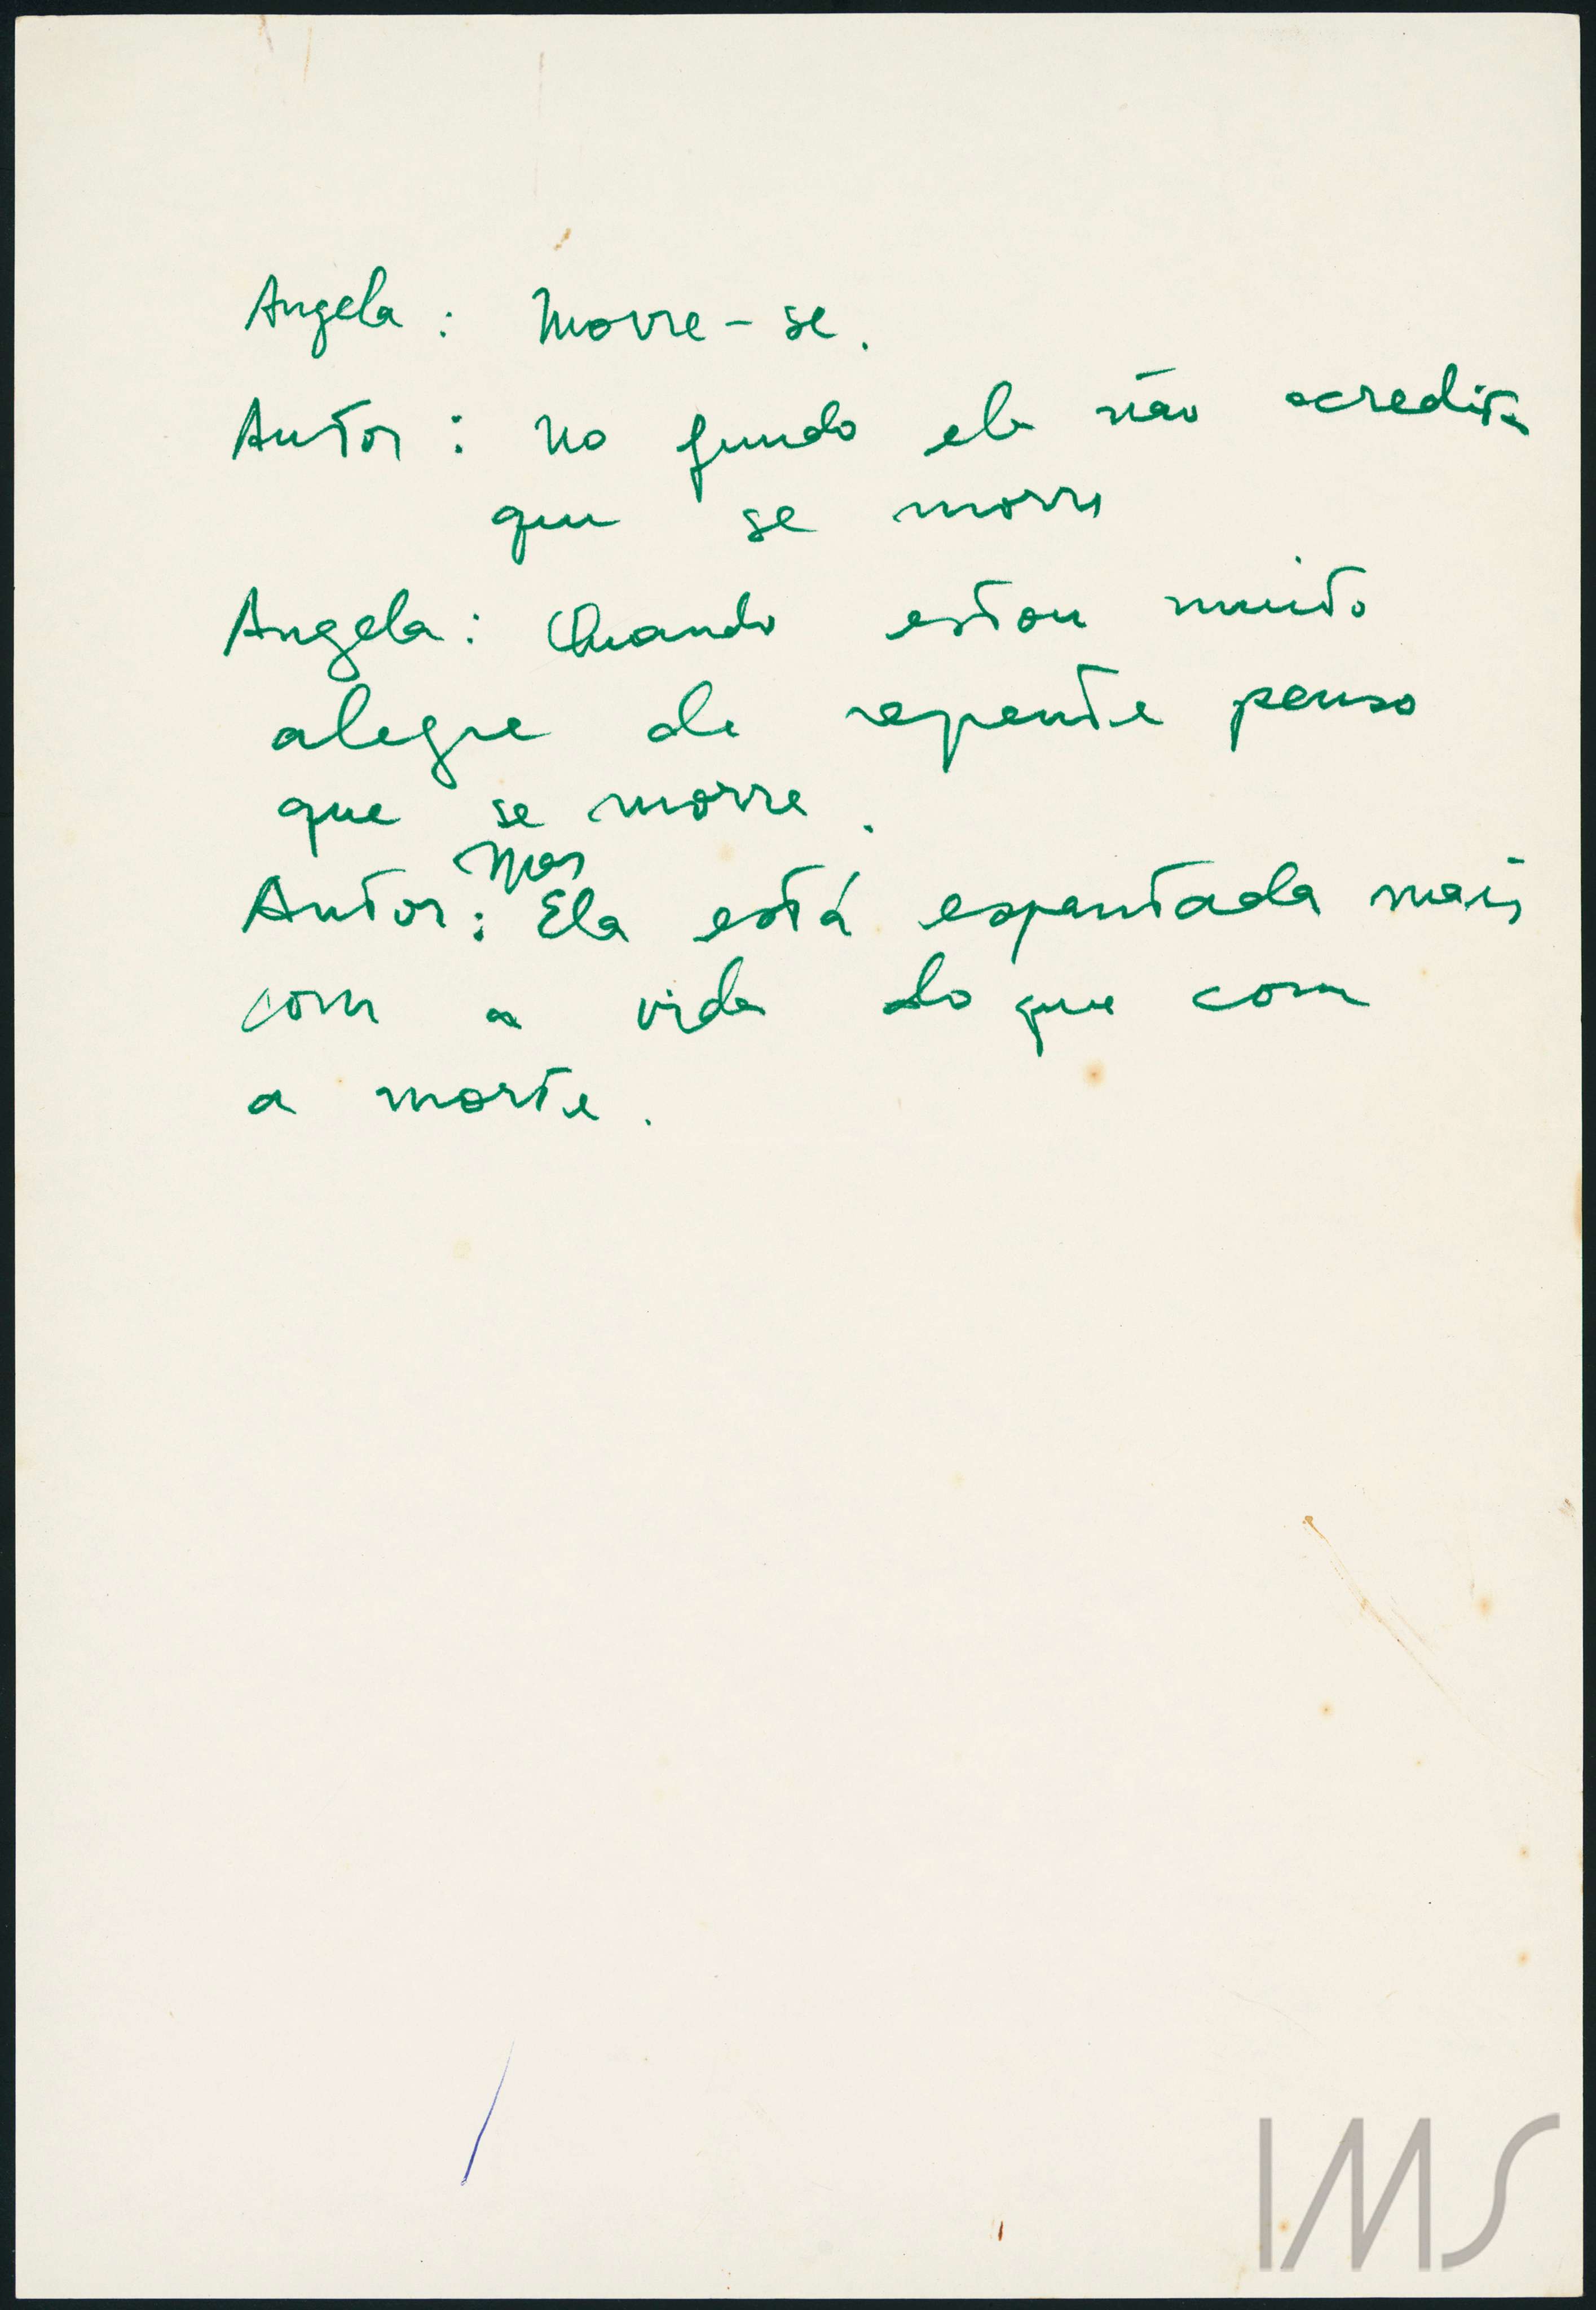 Angela : Morre-se.
Autor : No fundo ela não acredita
que se morre
Angela : Quando estou muito
alegre de repente penso
que se morre.
Mas
Autor : Ela está espantada mais
com a vida do que com
a morte.
IMS